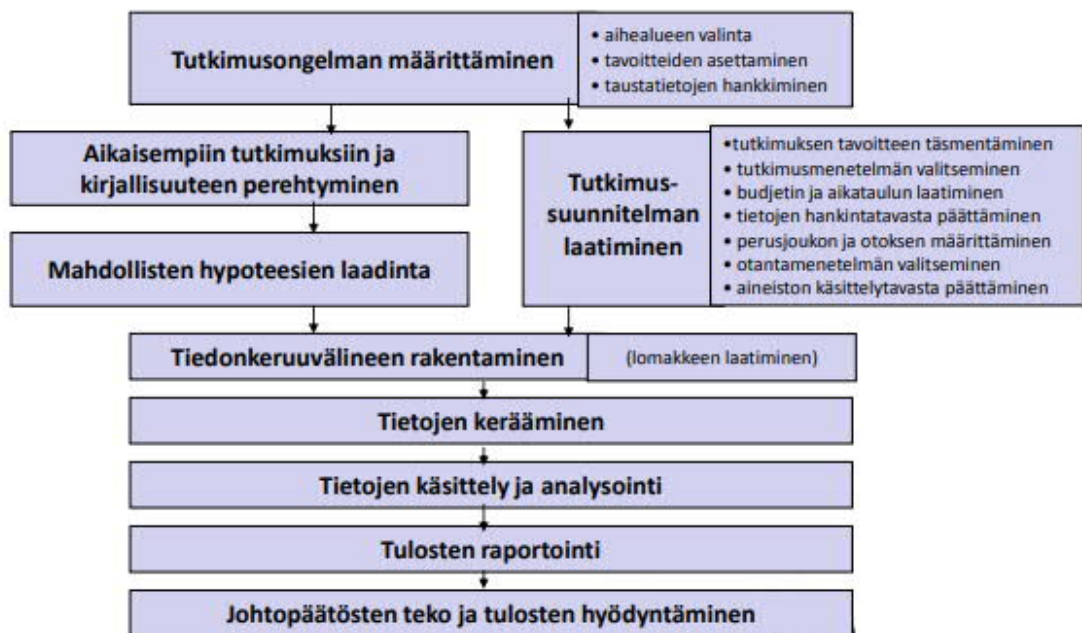 Tutkimusongelman määrittäminen
• aihealueen valinta
• tavoitteiden asettaminen
• taustatietojen hankkiminen
Aikaisempiin tutkimuksiin ja
kirjallisuuteen perehtyminen
Mahdollisten hypoteesien laadinta
Tutkimus-
suunnitelman
laatiminen
•tutkimuksen tavoitteen täsmentäminen
• tutkimusmenetelmän valitseminen
• budjetin ja aikataulun laatiminen
• tietojen hankintatavasta päättäminen
• perusjoukon ja otoksen määrittäminen
• otantamenetelmän valitseminen
• aineiston käsittelytavasta päättäminen
Tiedonkeruuvälineen rakentaminen
(lomakkeen laatiminen)
Tietojen kerääminen
Tietojen käsittely ja analysointi
Tulosten raportointi
Johtopäätösten teko ja tulosten hyödyntäminen